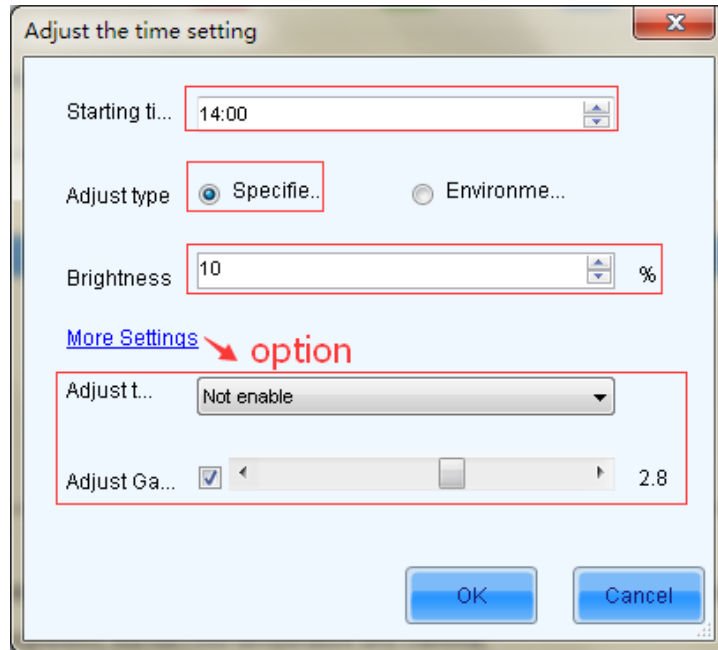 Adjust the time setting
Starting ti... 14:00
Adjust type Specifie.. Environme...
Brightness 10 %
More Settings option
Adjust t... Not enable
Adjust Ga... 2.8
OK Cancel